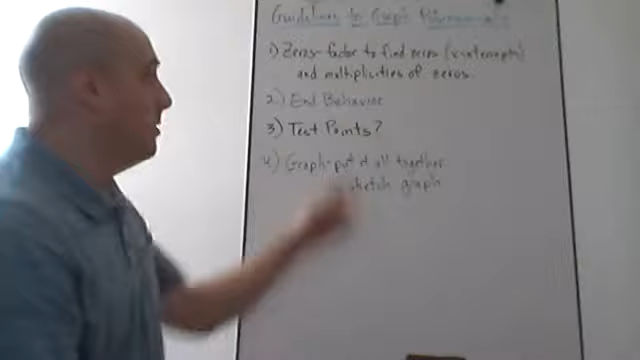 Guidelines to Graph Polynomials
1) Zeros-factor to find zeros (x-intercepts)
and multiplicities of zeros.
2) End Behavior
3) Test Points?
4) Graph-put it all together
sketch graph